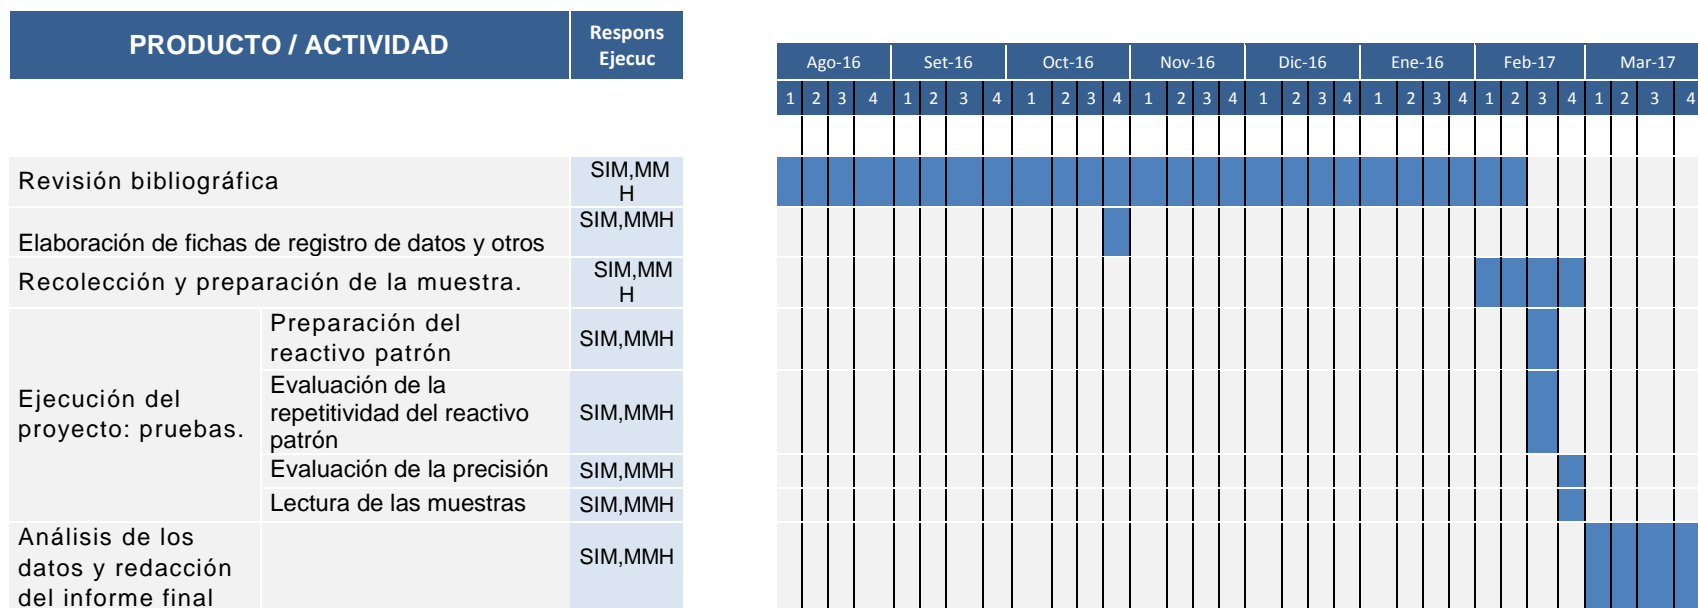 PRODUCTO / ACTIVIDAD
Respons
Ejecuc
Ago-16 Set-16 Oct-16 Nov-16 Dic-16 Ene-16 Feb-17 Mar-17
1 2 3 4 1 2 3 4 1 2 3 4 1 2 3 4 1 2 3 4 1 2 3 4 1 2 3 4 1 2 3 4
Revisión bibliográfica
SIM,MM
H
Elaboración de fichas de registro de datos y otros
SIM,MMH
Recolección y preparación de la muestra.
SIM,MM
H
Ejecución del
proyecto: pruebas.
Preparación del
reactivo patrón
SIM,MMH
Evaluación de la
repetitividad del reactivo
patrón
SIM,MMH
Evaluación de la precisión
SIM,MMH
Lectura de las muestras
SIM,MMH
Análisis de los
datos y redacción
del informe final
SIM,MMH